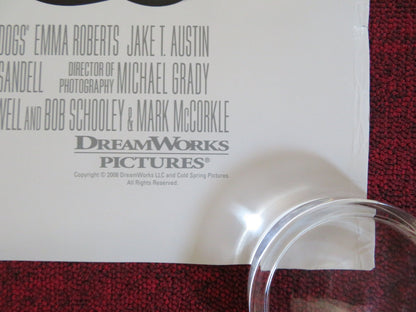 DOGS' EMMA ROBERTS JAKE T. AUSTIN
SANDELL DIRECTOR OF PHOTOGRAPHY MICHAEL GRADY
WELL AND BOB SCHOOLEY & MARK McCORKLE
DREAMWORKS
PICTURES®
Copyright © 2008 DreamWorks LLC and Cold Spring Pictures
All Rights Reserved.